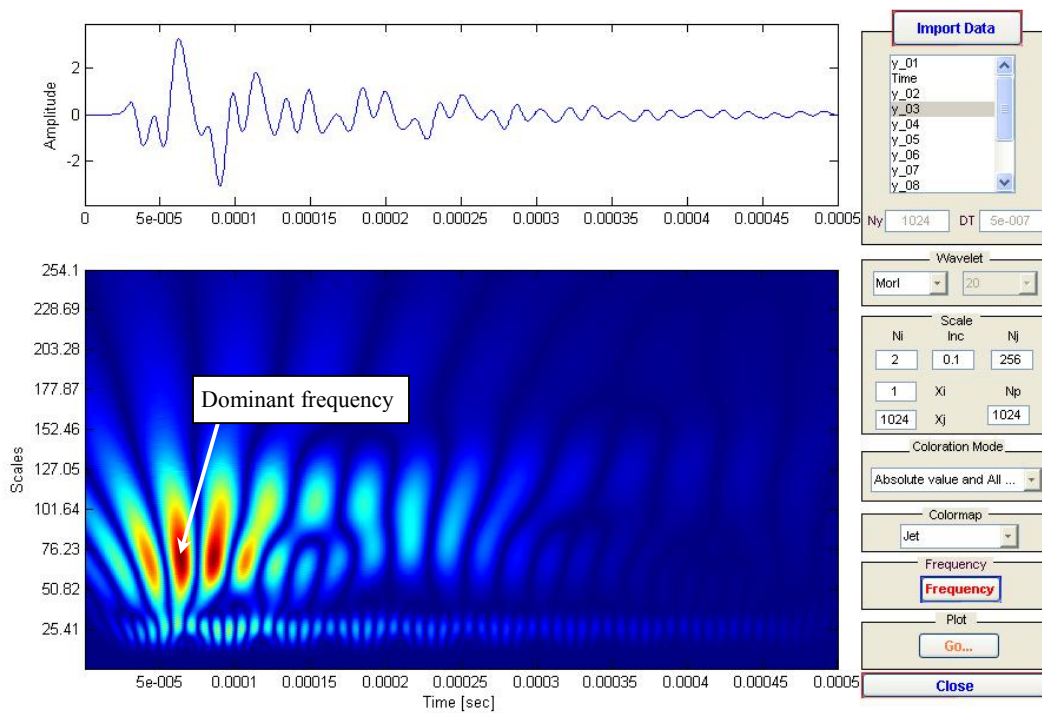 Amplitude
2
0
-2
0 5e-005 0.0001 0.00015 0.0002 0.00025 0.0003 0.00035 0.0004 0.00045 0.0005
Scales
254.1
228.69
203.28
177.87
152.46
127.05
101.64
76.23
50.82
25.41
Dominant frequency
5e-005 0.0001 0.00015 0.0002 0.00025 0.0003 0.00035 0.0004 0.00045 0.0005
Time [sec]
Import Data
y_01
Time
y_02
y_03
y_04
y_05
y_06
y_07
y_08
Ny 1024 DT 5e-007
Wavelet
Morl 20
Scale
Ni Inc Nj
2 0.1 256
1 Xi Np
1024 Xj 1024
Coloration Mode
Absolute value and All ...
Colormap
Jet
Frequency
Frequency
Plot
Go...
Close